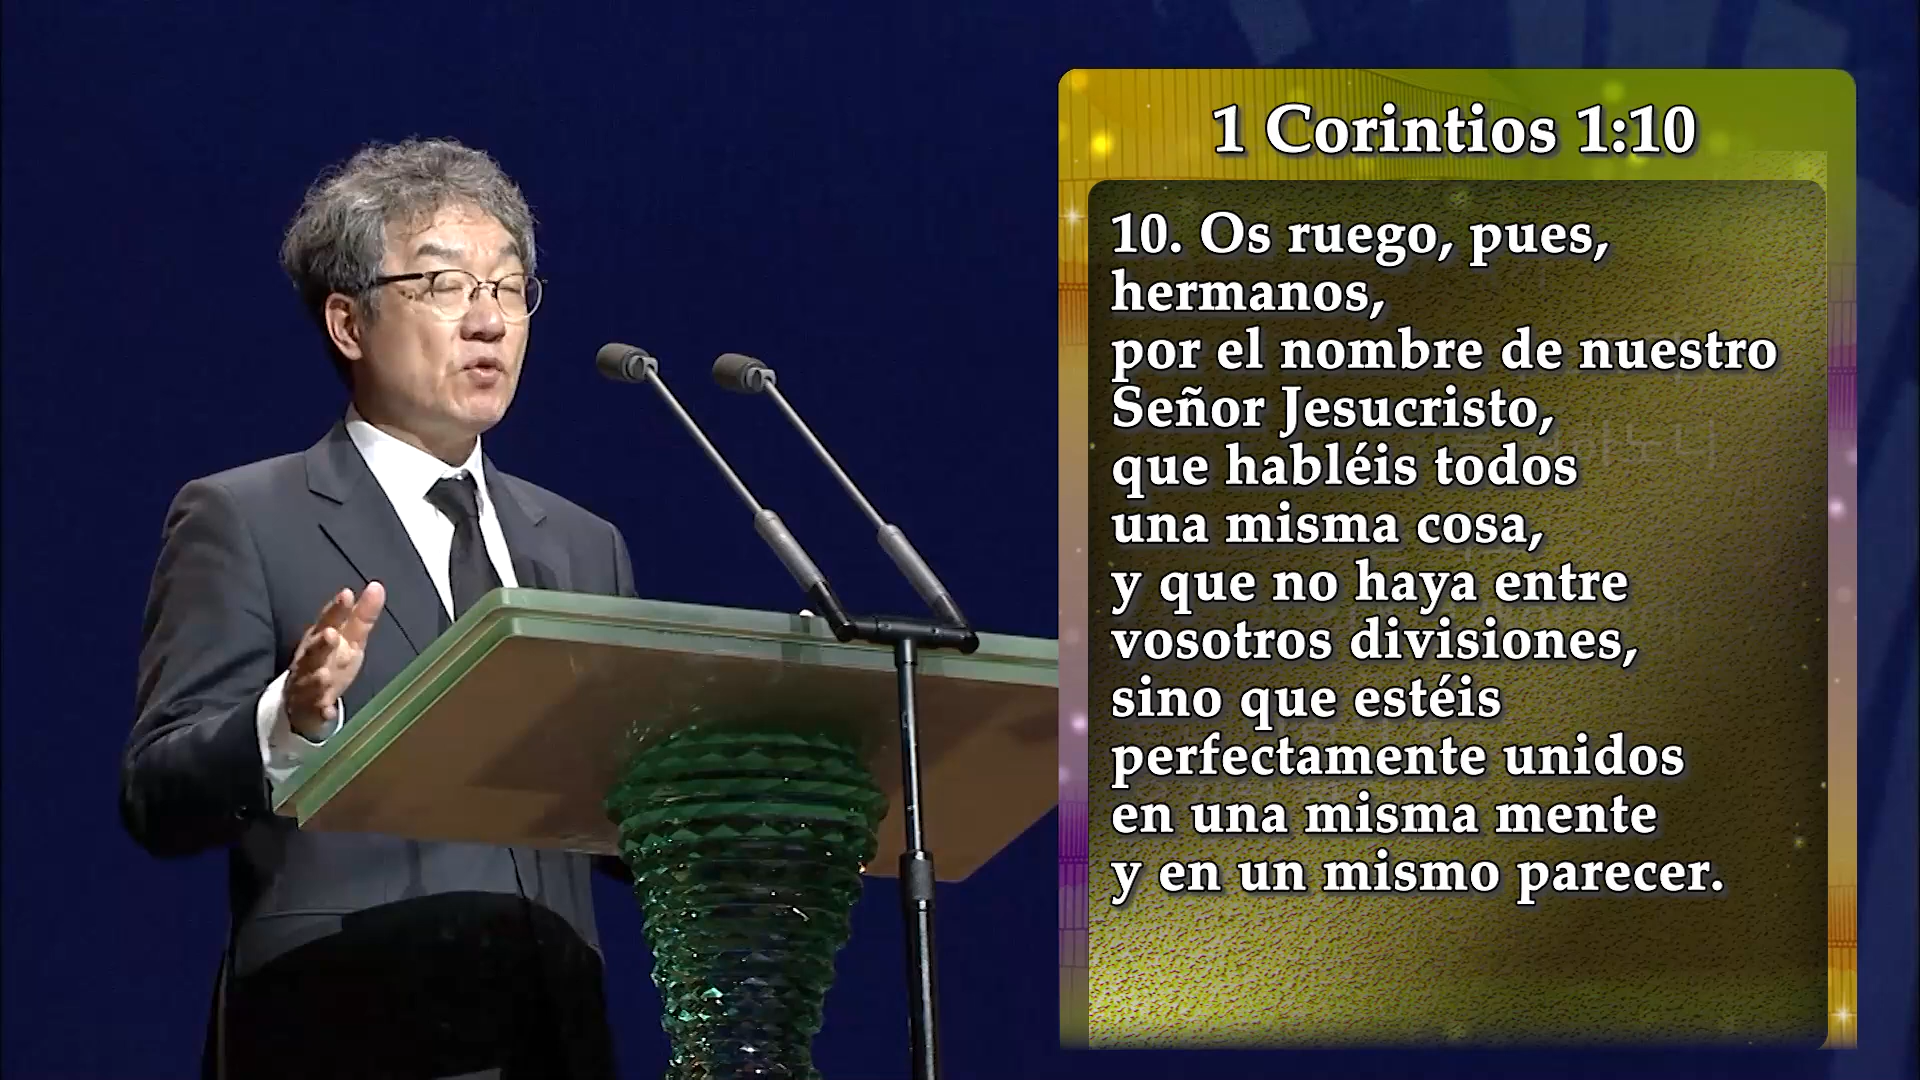 1 Corintios 1:10
10. Os ruego, pues,
hermanos,
por el nombre de nuestro
Señor Jesucristo,
que habléis todos
una misma cosa,
y que no haya entre
vosotros divisiones,
sino que estéis
perfectamente unidos
en una misma mente
y en un mismo parecer.